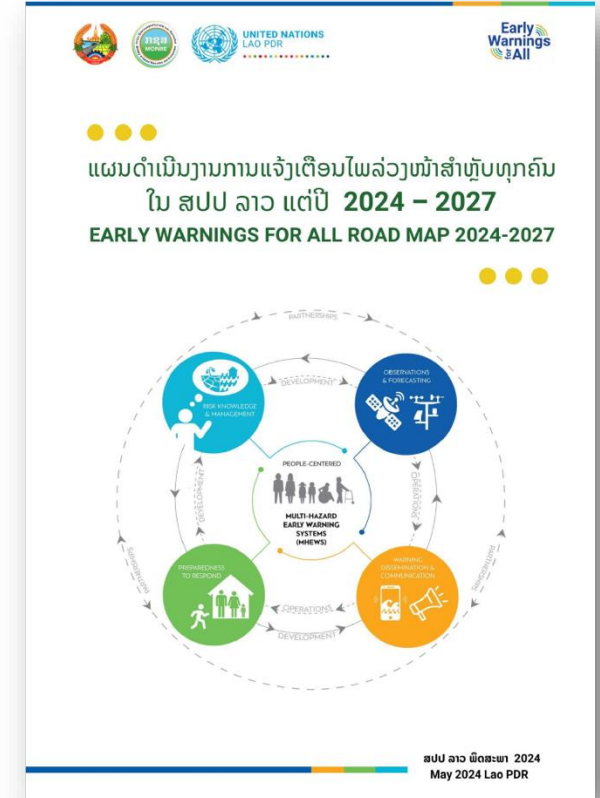 ກຊສ
MONRE
UNITED NATIONS
LAO PDR
Early
Warnings
for All
ແຜນດຳເນີນງານການແຈ້ງເຕືອນໄພລ່ວງໜ້າສຳຫຼັບທຸກຄົນ
ໃນ ສປປ ລາວ ແຕ່ປີ 2024 – 2027
EARLY WARNINGS FOR ALL ROAD MAP 2024-2027
PARTNERSHIPS
DEVELOPMENT
RISK KNOWLEDGE
& MANAGEMENT
OBSERVATIONS
& FORECASTING
PEOPLE-CENTERED
MULTI-HAZARD
EARLY WARNING
SYSTEMS
(MHEWS)
DEVELOPMENT
OPERATIONS
PARTNERSHIPS
PARTNERSHIPS
PREPAREDNESS
TO RESPOND
WARNING
DISSEMINATION &
COMMUNICATION
OPERATIONS
DEVELOPMENT
ສປປ ລາວ ພຶດສະພາ 2024
May 2024 Lao PDR